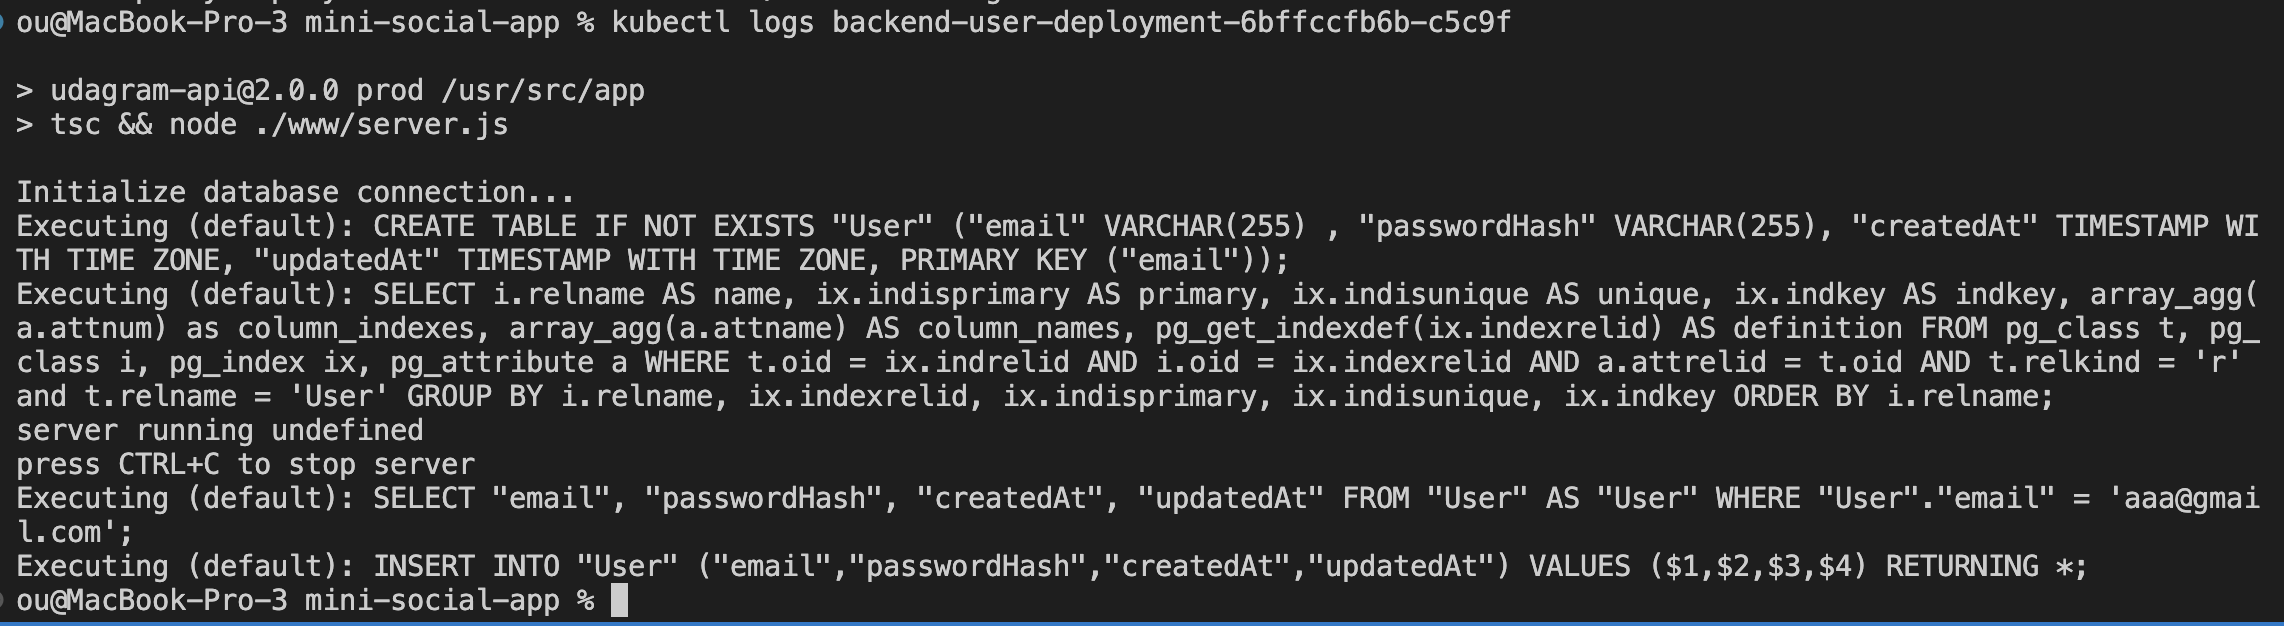 ou@MacBook-Pro-3 mini-social-app % kubectl logs backend-user-deployment-6bffccfb6b-c5c9f
> udagram-api@2.0.0 prod /usr/src/app
> tsc && node ./www/server.js
Initialize database connection...
Executing (default): CREATE TABLE IF NOT EXISTS "User" ("email" VARCHAR(255) , "passwordHash" VARCHAR(255), "createdAt" TIMESTAMP WI
TH TIME ZONE, "updatedAt" TIMESTAMP WITH TIME ZONE, PRIMARY KEY ("email"));
Executing (default): SELECT i.relname AS name, ix.indisprimary AS primary, ix.indisunique AS unique, ix.indkey AS indkey, array_agg(
a.attnum) as column_indexes, array_agg(a.attname) AS column_names, pg_get_indexdef(ix.indexrelid) AS definition FROM pg_class t, pg_
class i, pg_index ix, pg_attribute a WHERE t.oid = ix.indrelid AND i.oid = ix.indexrelid AND a.attrelid = t.oid AND t.relkind = 'r'
and t.relname = 'User' GROUP BY i.relname, ix.indexrelid, ix.indisprimary, ix.indisunique, ix.indkey ORDER BY i.relname;
server running undefined
press CTRL+C to stop server
Executing (default): SELECT "email", "passwordHash", "createdAt", "updatedAt" FROM "User" AS "User" WHERE "User"."email" = 'aaa@gmai
l.com';
Executing (default): INSERT INTO "User" ("email","passwordHash","createdAt","updatedAt") VALUES ($1,$2,$3,$4) RETURNING *;
ou@MacBook-Pro-3 mini-social-app %